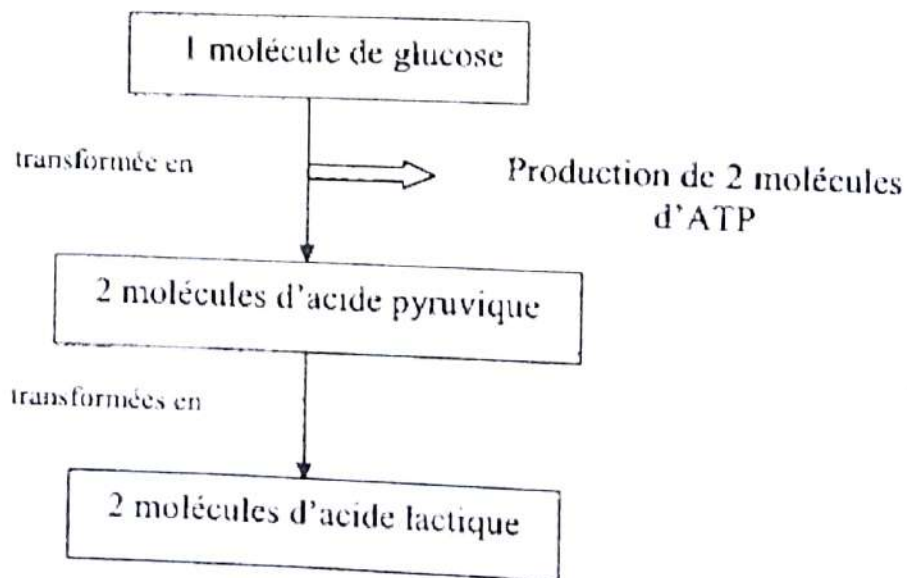 1 molécule de glucose
transformée en
Production de 2 molécules
d'ATP
2 molécules d'acide pyruvique
transformées en
2 molécules d'acide lactique